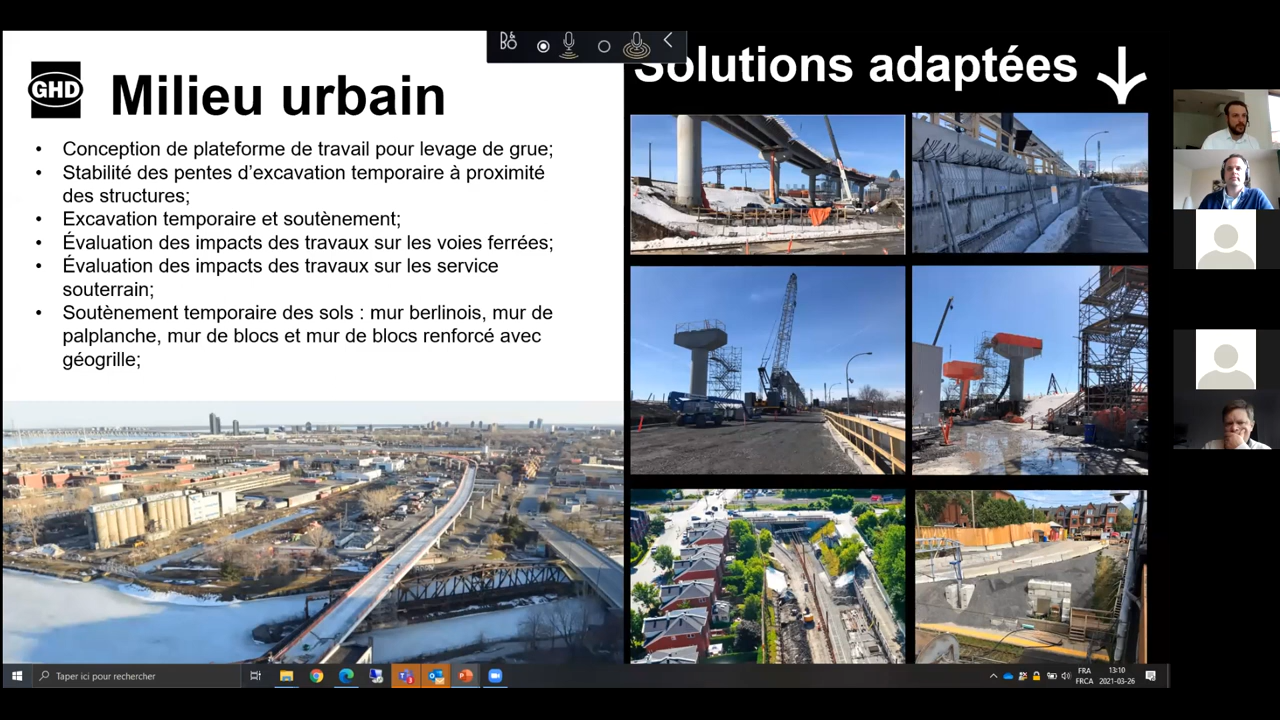 GHD
Milieu urbain
Solutions adaptées
• Conception de plateforme de travail pour levage de grue;
• Stabilité des pentes d’excavation temporaire à proximité
des structures;
• Excavation temporaire et soutènement;
• Évaluation des impacts des travaux sur les voies ferrées;
• Évaluation des impacts des travaux sur les service
souterrain;
• Soutènement temporaire des sols : mur berlinois, mur de
palplanche, mur de blocs et mur de blocs renforcé avec
géogrille;
Taper ici pour rechercher
FRA
FRCA
13:10
2021-03-26